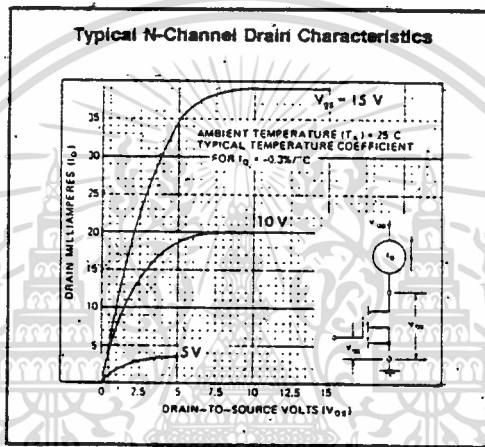 Typical N-Channel Drain Characteristics
Vgs = 15 V
AMBIENT TEMPERATURE (TA) = 25 C
TYPICAL TEMPERATURE COEFFICIENT
FOR ID = -0.3%/°C
10 V
5 V
DRAIN MILLIAMPERES (ID)
35
30
25
20
15
10
5
0 2.5 5 7.5 10 12.5 15
DRAIN-TO-SOURCE VOLTS (VDS)